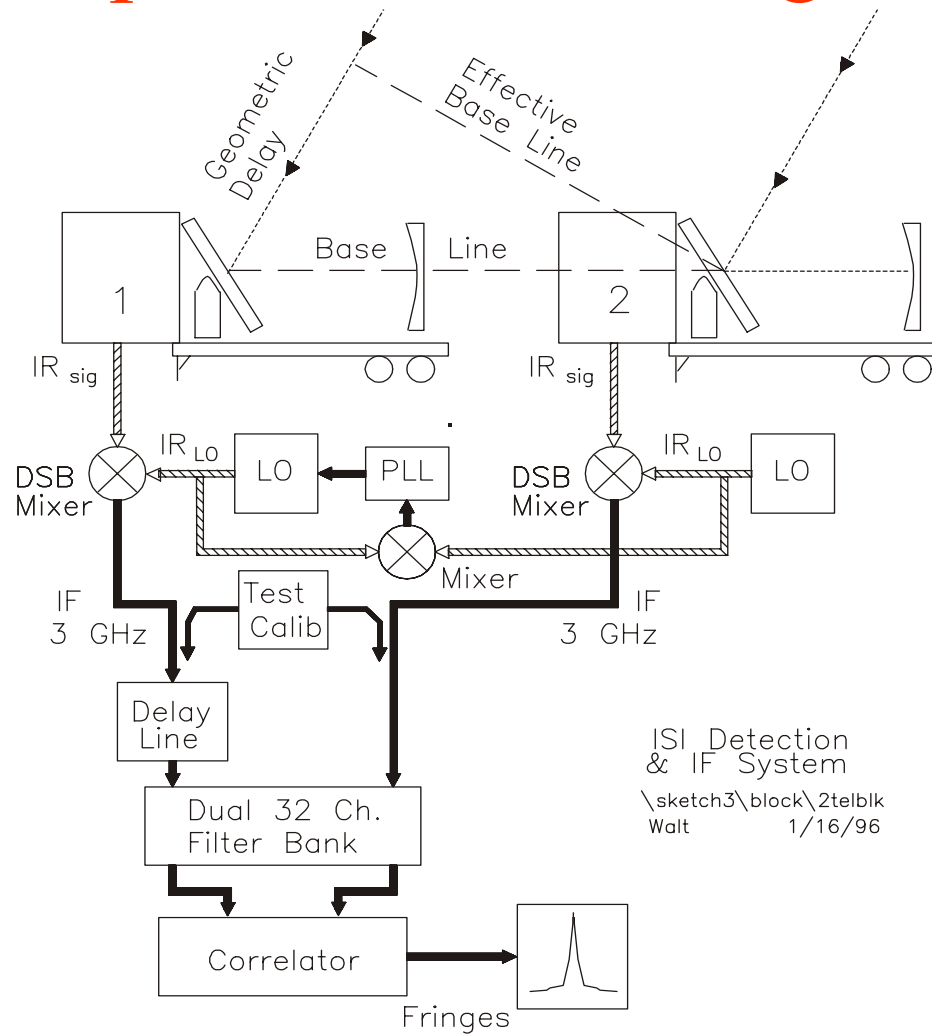 Geometric
Delay
Effective
Base Line
Base Line
1
2
IR sig
IR sig
IR LO
LO
PLL
IR LO
LO
DSB
Mixer
DSB
Mixer
Mixer
IF
3 GHz
Test
Calib
IF
3 GHz
Delay
Line
ISI Detection
& IF System
\sketch3\block\2telblk
Walt 1/16/96
Dual 32 Ch.
Filter Bank
Correlator
Fringes